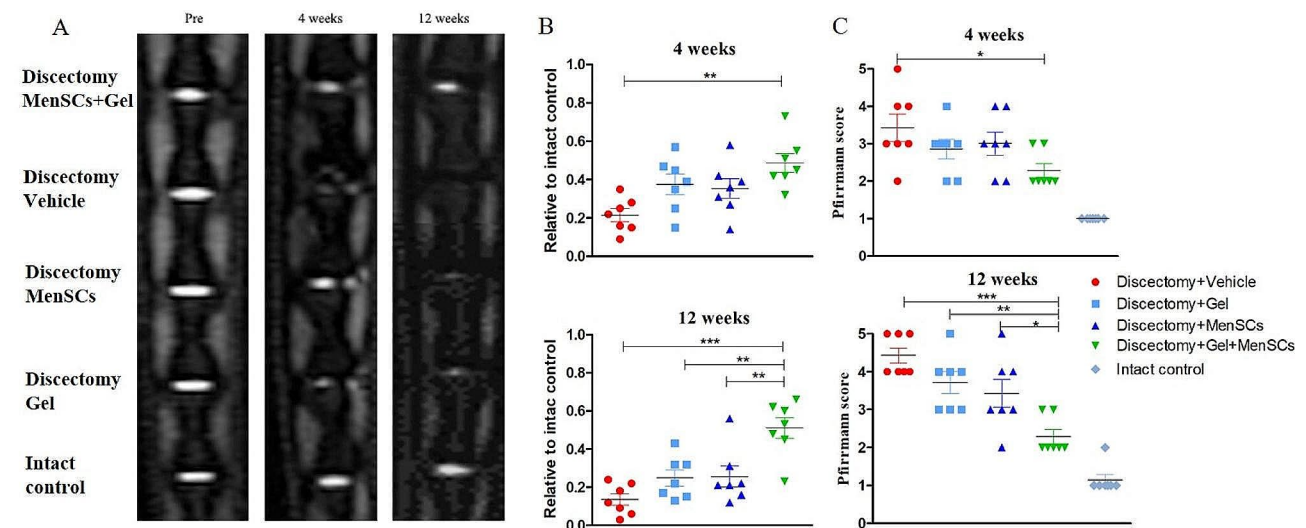 A
Pre
4 weeks
12 weeks
Discectomy
MenSCs+Gel
Discectomy
Vehicle
Discectomy
MenSCs
Discectomy
Gel
Intact
control
B
4 weeks
Relative to intact control
1.0
0.8
0.6
0.4
0.2
0.0
**
12 weeks
Relative to intac control
1.0
0.8
0.6
0.4
0.2
0.0
***
**
**
C
4 weeks
Pfirrmann score
5
4
3
2
1
0
*
12 weeks
Pfirrmann score
5
4
3
2
1
0
***
**
*
Discectomy+Vehicle
Discectomy+Gel
Discectomy+MenSCs
Discectomy+Gel+MenSCs
Intact control